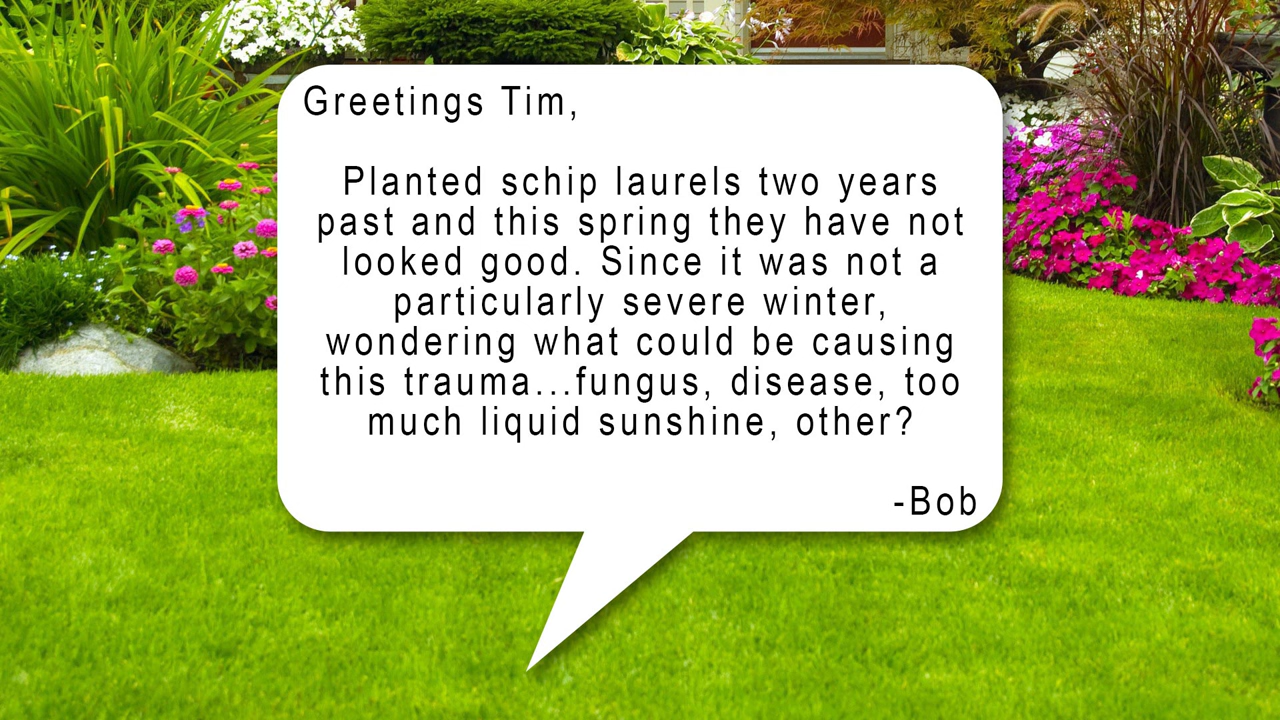 Greetings Tim,
Planted schip laurels two years
past and this spring they have not
looked good. Since it was not a
particularly severe winter,
wondering what could be causing
this trauma...fungus, disease, too
much liquid sunshine, other?
-Bob